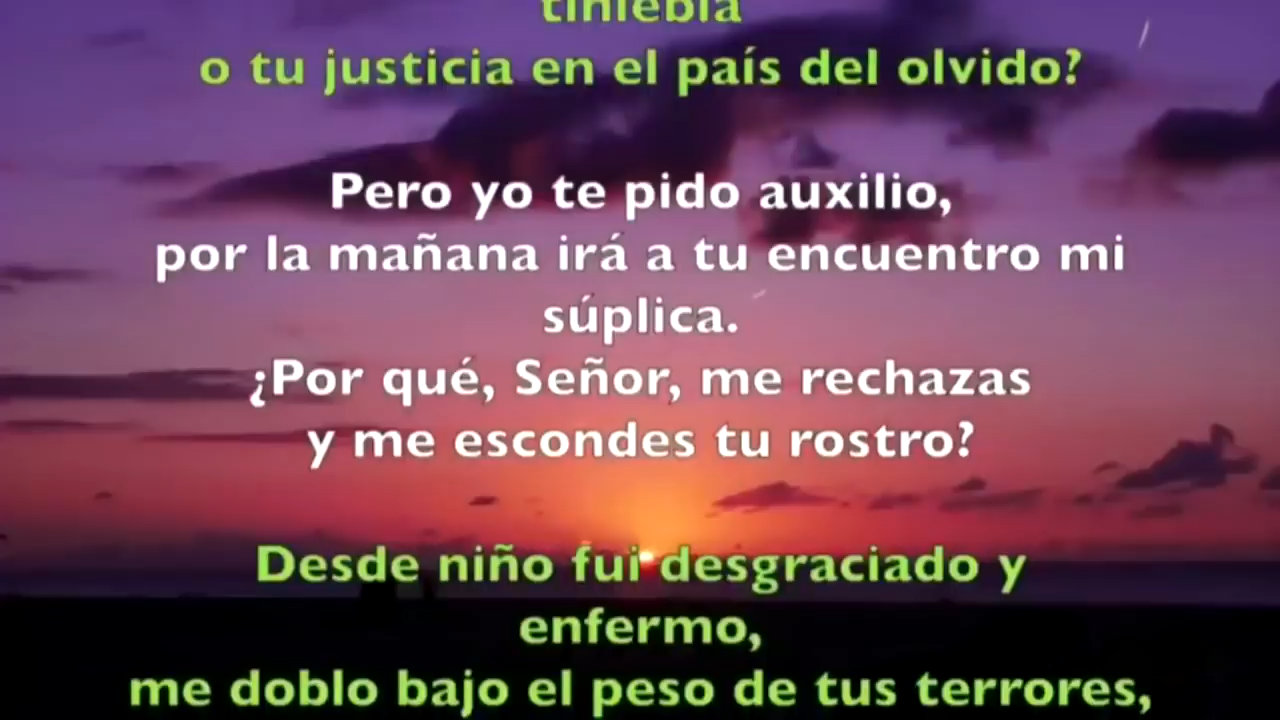 tiniebla
o tu justicia en el país del olvido?
Pero yo te pido auxilio,
por la mañana irá a tu encuentro mi
súplica.
¿Por qué, Señor, me rechazas
y me escondes tu rostro?
Desde niño fui desgraciado y
enfermo,
me doblo bajo el peso de tus terrores,